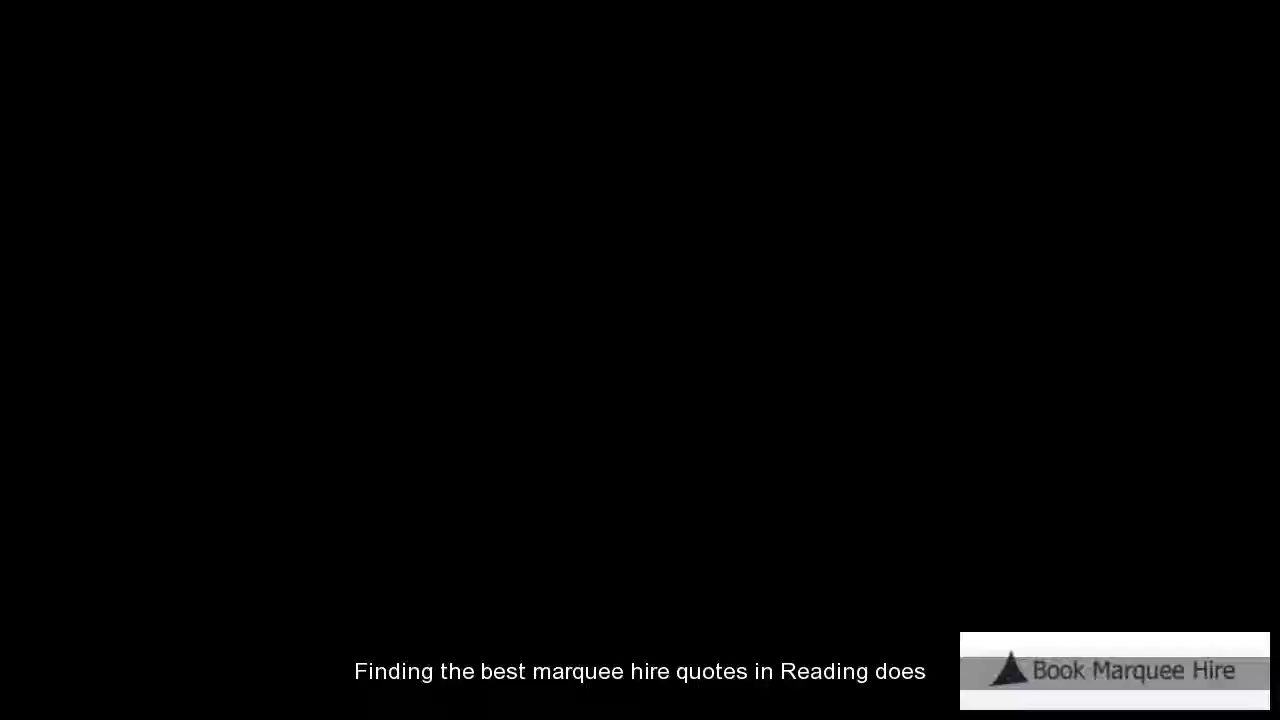 Finding the best marquee hire quotes in Reading does
Book Marquee Hire